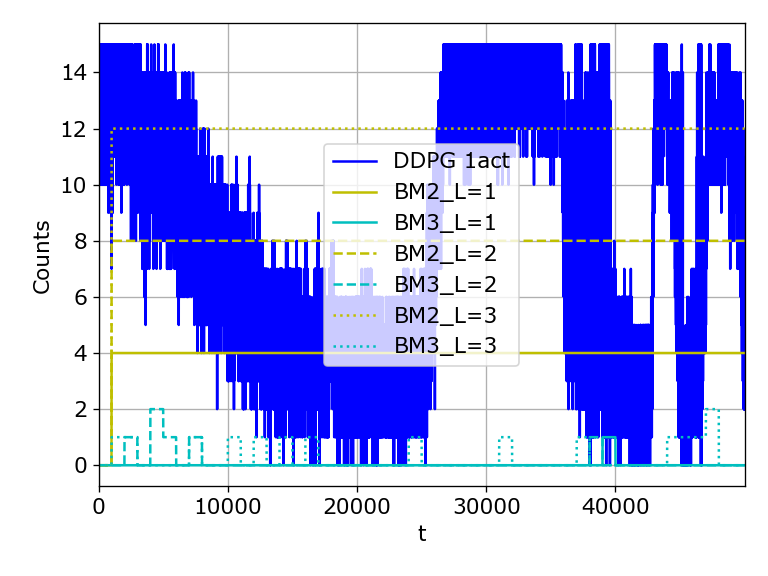 14
12
10
8
6
4
2
0
Counts
DDPG 1act
BM2_L=1
BM3_L=1
BM2_L=2
BM3_L=2
BM2_L=3
BM3_L=3
0 10000 20000 30000 40000
t